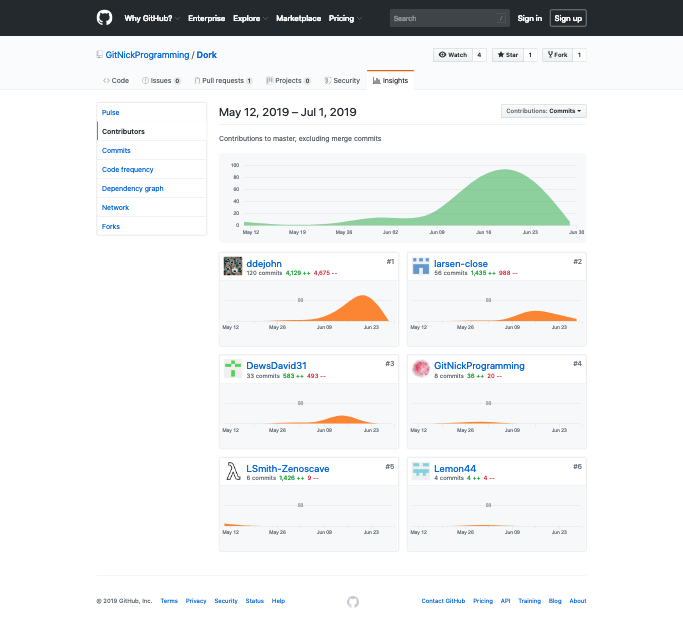 Why GitHub? Enterprise Explore Marketplace Pricing Search / Sign in Sign up
GitNickProgramming / Dork Watch 4 Star 1 Fork 1
Code Issues 0 Pull requests 1 Projects 0 Security Insights
Pulse
Contributors
Commits
Code frequency
Dependency graph
Network
Forks
May 12, 2019 – Jul 1, 2019 Contributions: Commits
Contributions to master, excluding merge commits
100
80
60
40
20
0
May 12 May 19 May 26 Jun 02 Jun 09 Jun 16 Jun 23 Jun 30
ddejohn #1
120 commits 4,129 ++ 4,675 --
50
May 12 May 26 Jun 09 Jun 23
larsen-close #2
56 commits 1,435 ++ 988 --
50
May 12 May 26 Jun 09 Jun 23
DewsDavid31 #3
33 commits 583 ++ 493 --
50
May 12 May 26 Jun 09 Jun 23
GitNickProgramming #4
8 commits 36 ++ 20 --
50
May 12 May 26 Jun 09 Jun 23
LSmith-Zenoscave #5
6 commits 1,426 ++ 9 --
50
May 12 May 26 Jun 09 Jun 23
Lemon44 #6
4 commits 4 ++ 4 --
50
May 12 May 26 Jun 09 Jun 23
© 2019 GitHub, Inc. Terms Privacy Security Status Help Contact GitHub Pricing API Training Blog About